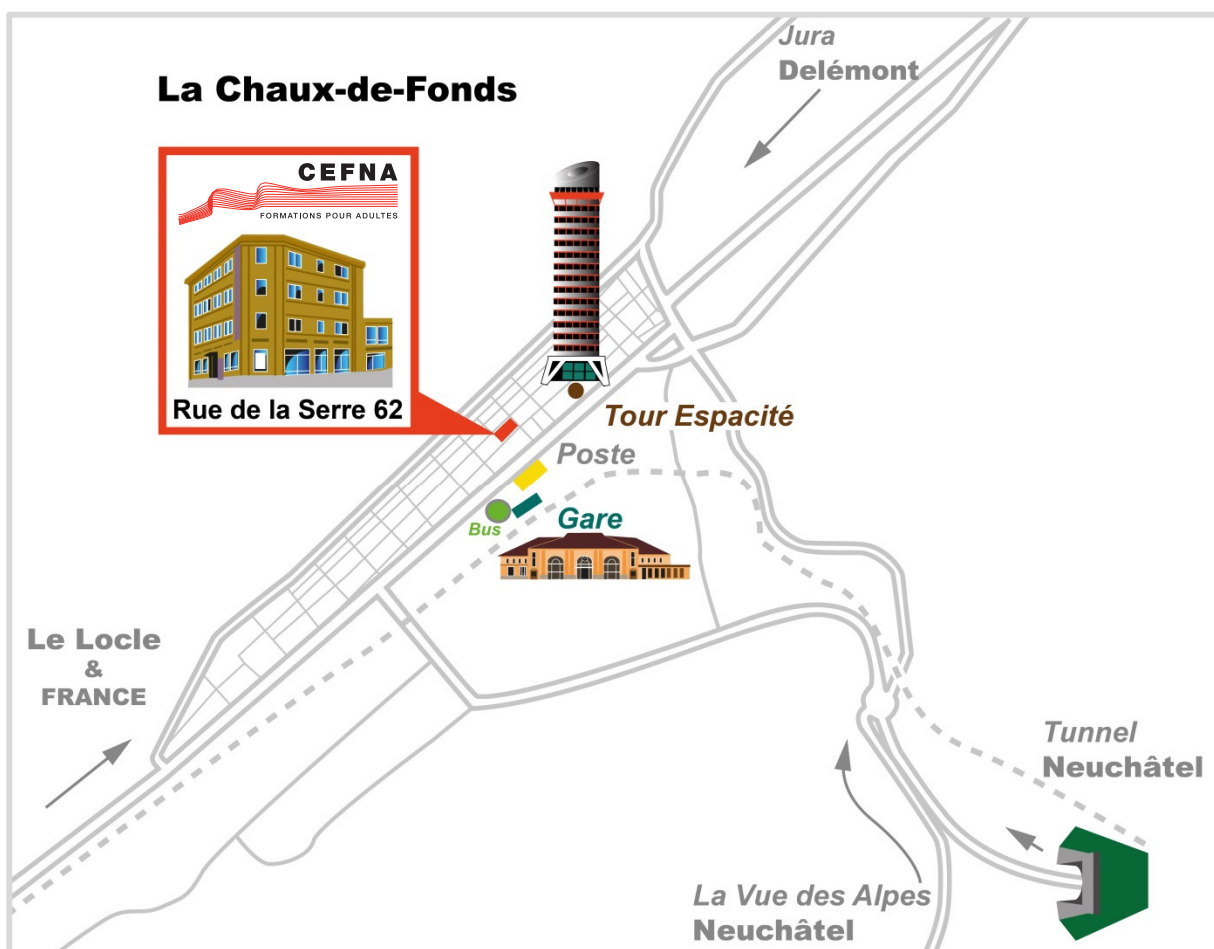 Jura
Delémont
La Chaux-de-Fonds
CEFNA
FORMATIONS POUR ADULTES
Rue de la Serre 62
Tour Espacité
Poste
Gare
Bus
Le Locle
&
FRANCE
Tunnel
Neuchâtel
La Vue des Alpes
Neuchâtel